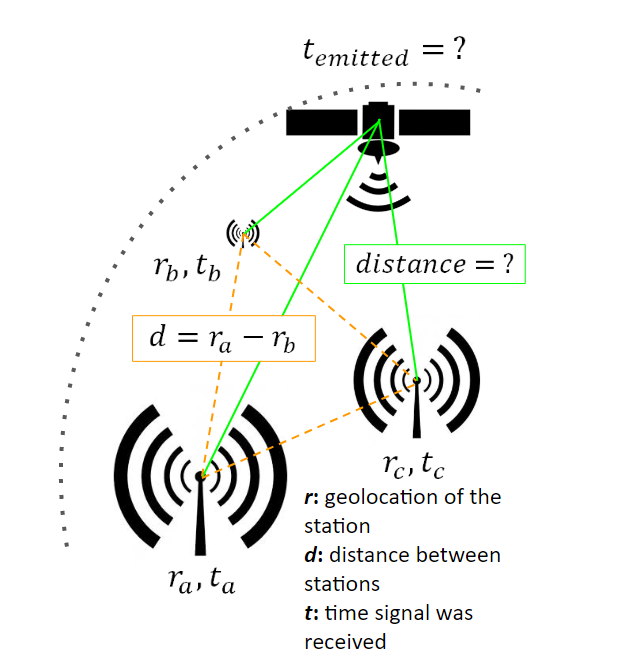 t_emitted = ?
r_b, t_b
distance = ?
d = r_a − r_b
r_c, t_c
r: geolocation of the
station
d: distance between
stations
t: time signal was
received
r_a, t_a